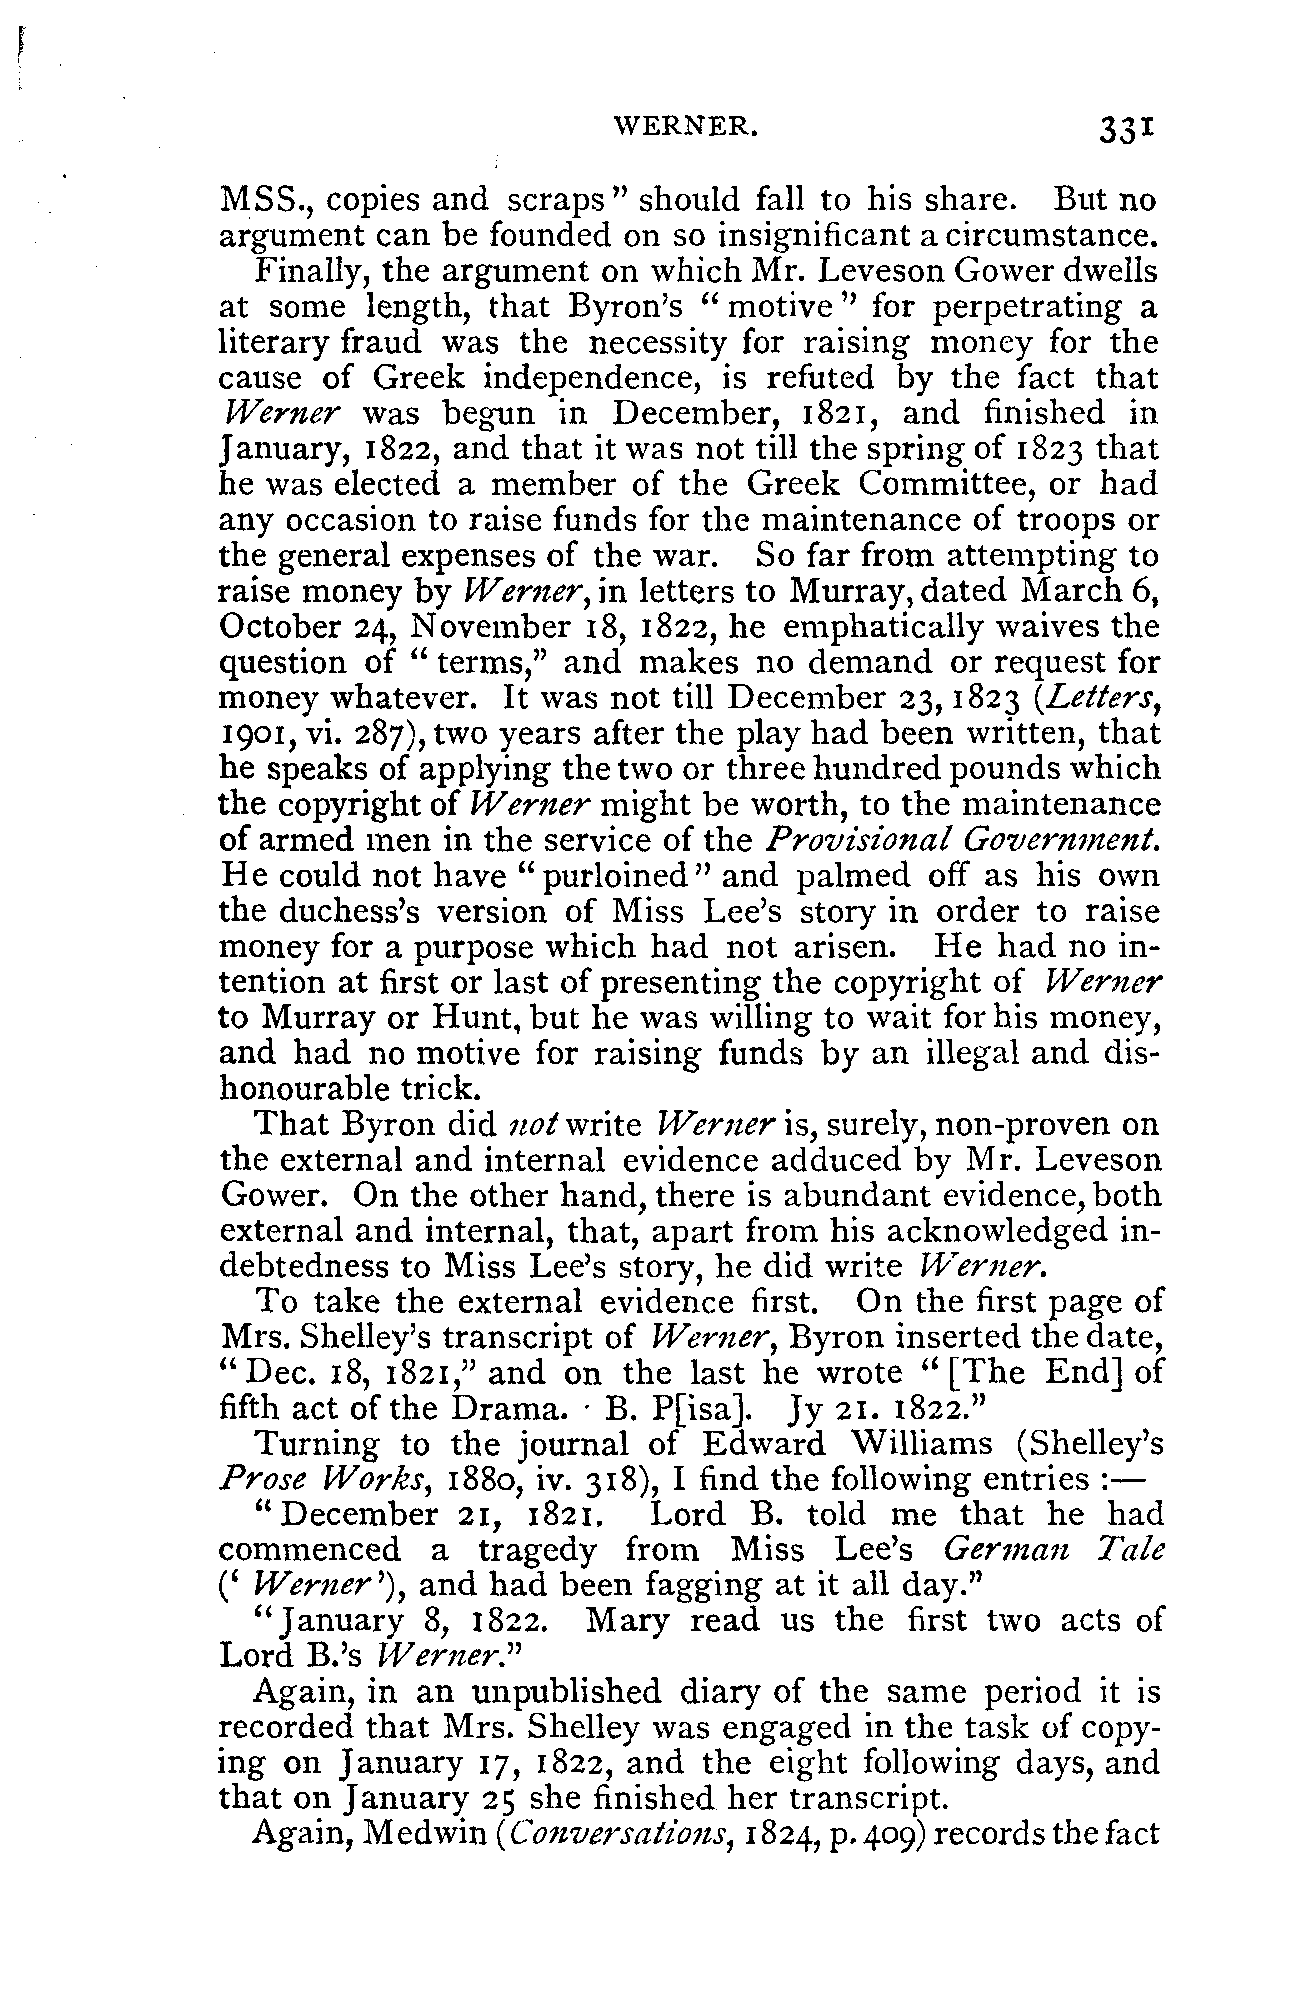 WERNER. 331
MSS., copies and scraps" should fall to his share. But no
argument can be founded on so insignificant a circumstance.
Finally, the argument on which Mr. Leveson Gower dwells
at some length, that Byron's "motive" for perpetrating a
literary fraud was the necessity for raising money for the
cause of Greek independence, is refuted by the fact that
Werner was begun in December, 1821, and finished in
January, 1822, and that it was not till the spring of 1823 that
he was elected a member of the Greek Committee, or had
any occasion to raise funds for the maintenance of troops or
the general expenses of the war. So far from attempting to
raise money by Werner, in letters to Murray, dated March 6,
October 24, November 18, 1822, he emphatically waives the
question of "terms," and makes no demand or request for
money whatever. It was not till December 23, 1823 (Letters,
1901, vi. 287), two years after the play had been written, that
he speaks of applying the two or three hundred pounds which
the copyright of Werner might be worth, to the maintenance
of armed men in the service of the Provisional Government.
He could not have "purloined" and palmed off as his own
the duchess's version of Miss Lee's story in order to raise
money for a purpose which had not arisen. He had no in-
tention at first or last of presenting the copyright of Werner
to Murray or Hunt, but he was willing to wait for his money,
and had no motive for raising funds by an illegal and dis-
honourable trick.
That Byron did not write Werner is, surely, non-proven on
the external and internal evidence adduced by Mr. Leveson
Gower. On the other hand, there is abundant evidence, both
external and internal, that, apart from his acknowledged in-
debtedness to Miss Lee's story, he did write Werner.
To take the external evidence first. On the first page of
Mrs. Shelley's transcript of Werner, Byron inserted the date,
"Dec. 18, 1821," and on the last he wrote "[The End] of
fifth act of the Drama. · B. P[isa]. Jy 21. 1822."
Turning to the journal of Edward Williams (Shelley's
Prose Works, 1880, iv. 318), I find the following entries :—
"December 21, 1821. Lord B. told me that he had
commenced a tragedy from Miss Lee's German Tale
('Werner'), and had been fagging at it all day."
"January 8, 1822. Mary read us the first two acts of
Lord B.'s Werner."
Again, in an unpublished diary of the same period it is
recorded that Mrs. Shelley was engaged in the task of copy-
ing on January 17, 1822, and the eight following days, and
that on January 25 she finished her transcript.
Again, Medwin (Conversations, 1824, p. 409) records the fact